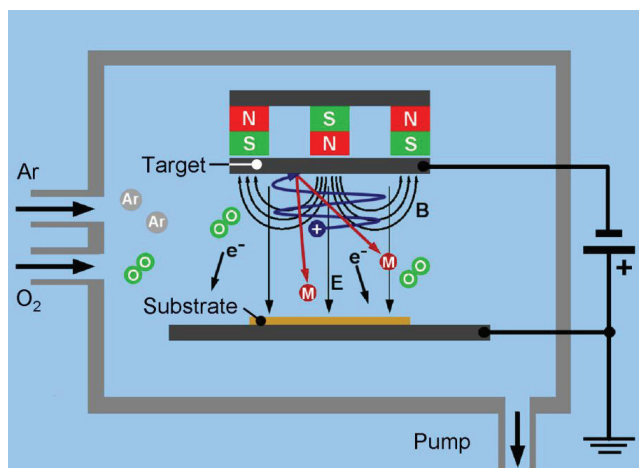 N S N
S N S
Ar
Target
Ar
Ar
B
O O
+
e-
E
e-
M
O O
O O
M
+
O2
Substrate
Pump